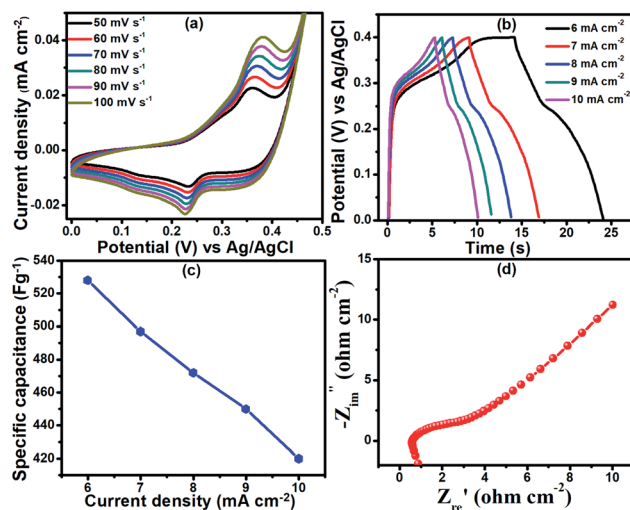 (a)
50 mV s⁻¹
60 mV s⁻¹
70 mV s⁻¹
80 mV s⁻¹
90 mV s⁻¹
100 mV s⁻¹
0.04
0.02
0.00
-0.02
0.0 0.1 0.2 0.3 0.4 0.5
Current density (mA cm⁻²)
Potential (V) vs Ag/AgCl
(b)
6 mA cm⁻²
7 mA cm⁻²
8 mA cm⁻²
9 mA cm⁻²
10 mA cm⁻²
0.4
0.3
0.2
0.1
0.0
0 5 10 15 20 25
Potential (V) vs Ag/AgCl
Time (s)
(c)
540
520
500
480
460
440
420
6 7 8 9 10
Specific capacitance (Fg⁻¹)
Current density (mA cm⁻²)
(d)
15
10
5
0
0 2 4 6 8 10
-Zim'' (ohm cm⁻²)
Zre' (ohm cm⁻²)